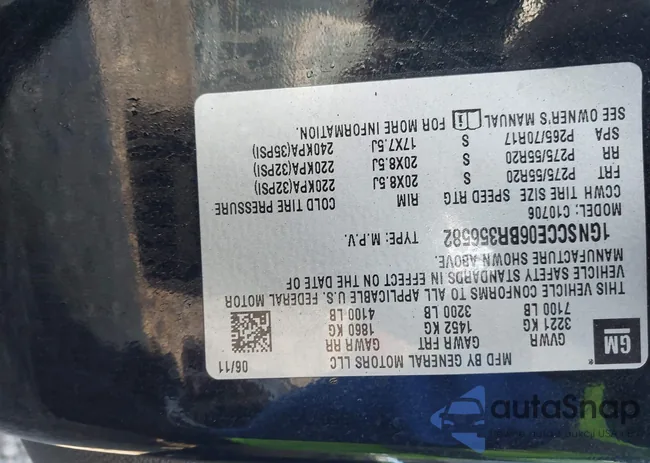 MFD BY GENERAL MOTORS LLC 06/11
GM
GVWR GAWR FRT GAWR RR
3221 KG 1452 KG 1860 KG
7100 LB 3200 LB 4100 LB
THIS VEHICLE CONFORMS TO ALL APPLICABLE U.S. FEDERAL MOTOR
VEHICLE SAFETY STANDARDS IN EFFECT ON THE DATE OF
MANUFACTURE SHOWN ABOVE.
1GNSCCE06BR356582 TYPE: M.P.V.
MODEL: C10706
CCWH TIRE SIZE SPEED RTG RIM COLD TIRE PRESSURE
FRT P275/55R20 S 20X8.5J 220KPA(32PSI)
RR P275/55R20 S 20X8.5J 220KPA(32PSI)
SPA P265/70R17 S 17X7.5J 240KPA(35PSI)
SEE OWNER'S MANUAL FOR MORE INFORMATION.
autoSnap